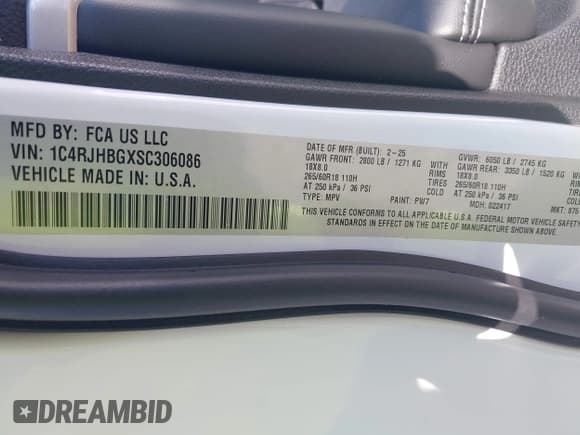 MFD BY: FCA US LLC
VIN: 1C4RJHBGXSC306086
VEHICLE MADE IN: U.S.A.
DATE OF MFR (BUILT): 2-25
GAWR FRONT: 2800 LB / 1271 KG
18X8.0
265/60R18 110H
AT 250 kPa / 36 PSI
TYPE: MPV
PAINT: PW7
RIMS
TIRES
COLD
GVWR: 6050 LB / 2745 KG
GAWR REAR: 3350 LB / 1520 KG
18X8.0
265/60R18 110H
AT 250 kPa / 36 PSI
MDH: 022417
TIRES
COLD
MKT:
THIS VEHICLE CONFORMS TO ALL APPLICABLE U.S.A. FEDERAL MOTOR VEHICLE SAFETY
STANDARDS IN EFFECT ON THE DATE OF MANUFACTURE SHOWN ABOVE.
DREAMBID